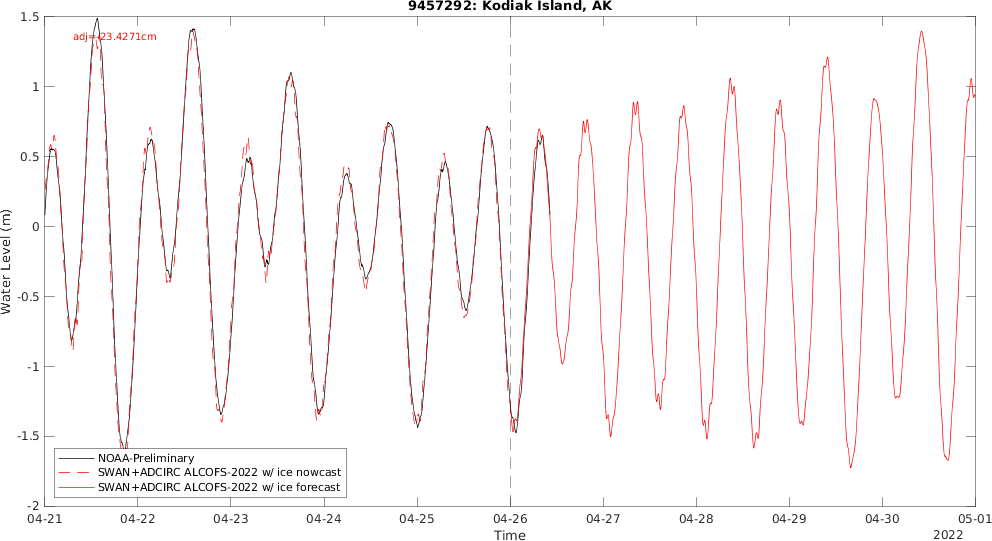 9457292: Kodiak Island, AK
1.5
adj=-23.4271cm
1
0.5
0
-0.5
-1
-1.5
-2
Water Level (m)
NOAA-Preliminary
SWAN+ADCIRC ALCOFS-2022 w/ ice nowcast
SWAN+ADCIRC ALCOFS-2022 w/ ice forecast
04-21 04-22 04-23 04-24 04-25 04-26 04-27 04-28 04-29 04-30 05-01
Time
2022